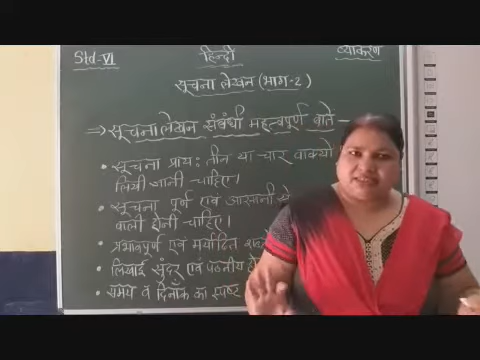 Std-VI हिन्दी व्याकरण
सूचना लेखन (भाग-2)
⇒ सूचना लेखन संबंधी महत्वपूर्ण बाते -
• सूचना प्राय: तीन या चार वाक्यो
लिखी जानी चाहिए।
• सूचना पूर्ण एवं आसानी से
वाली होनी चाहिए।
• प्रभावपूर्ण एवं मर्यादित
• लिखाई सुंदर एवं पठनीय
• समय व दिनाँक का स्पष्ट